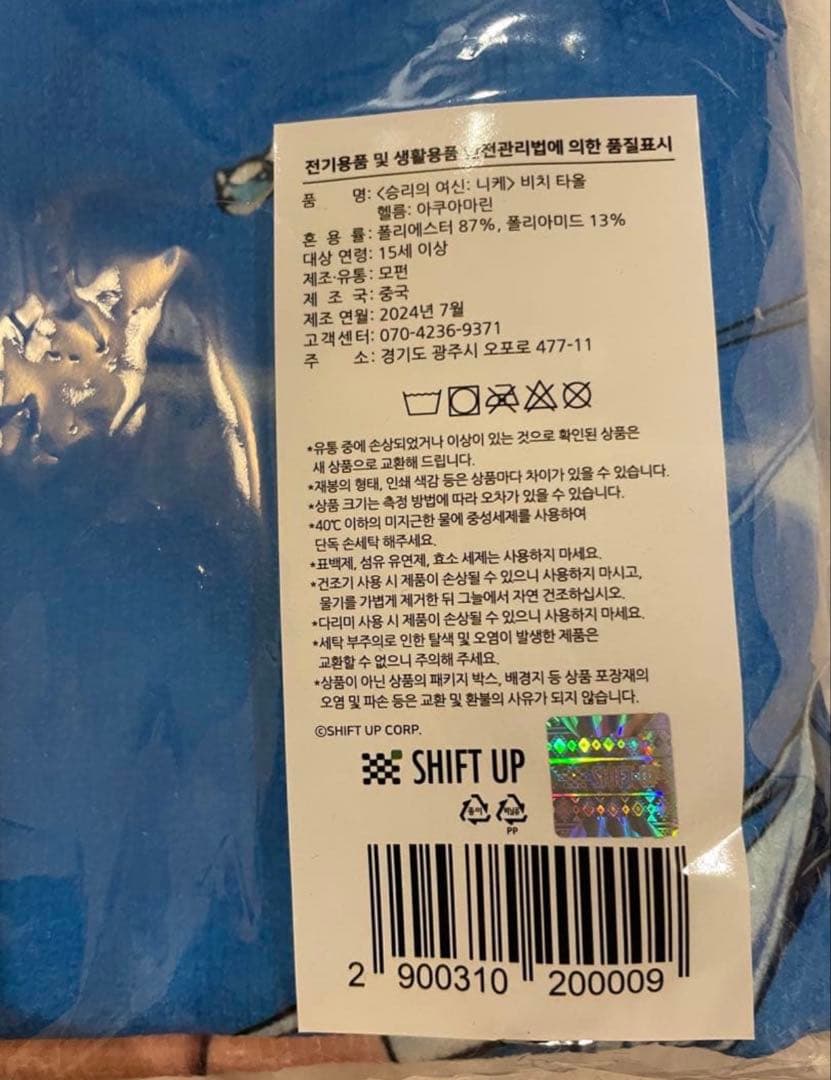 전기용품 및 생활용품 안전관리법에 의한 품질표시
품 명: <승리의 여신: 니케> 비치 타올
헬름: 아쿠아마린
혼 용 률: 폴리에스터 87%, 폴리아미드 13%
대상 연령: 15세 이상
제조·유통: 모펀
제 조 국: 중국
제조 연월: 2024년 7월
고객센터: 070-4236-9371
주 소: 경기도 광주시 오포로 477-11
*유통 중에 손상되었거나 이상이 있는 것으로 확인된 상품은
새 상품으로 교환해 드립니다.
*재봉의 형태, 인쇄 색감 등은 상품마다 차이가 있을 수 있습니다.
*상품 크기는 측정 방법에 따라 오차가 있을 수 있습니다.
*40℃ 이하의 미지근한 물에 중성세제를 사용하여
단독 손세탁 해주세요.
*표백제, 섬유 유연제, 효소 세제는 사용하지 마세요.
*건조기 사용 시 제품이 손상될 수 있으니 사용하지 마시고,
물기를 가볍게 제거한 뒤 그늘에서 자연 건조하십시오.
*다리미 사용 시 제품이 손상될 수 있으니 사용하지 마세요.
*세탁 부주의로 인한 탈색 및 오염이 발생한 제품은
교환할 수 없으니 주의해 주세요.
*상품이 아닌 상품의 패키지 박스, 배경지 등 상품 포장재의
오염 및 파손 등은 교환 및 환불의 사유가 되지 않습니다.
©SHIFT UP CORP.
SHIFT UP
SHIFT UP
종이 비닐류
PP
2 900310 200009